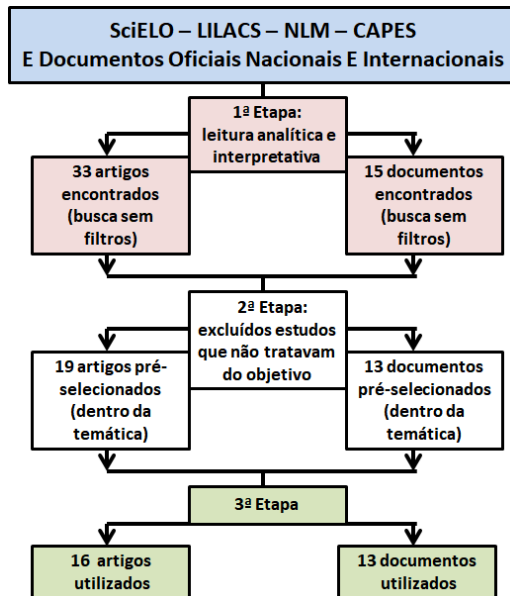 SciELO – LILACS – NLM – CAPES
E Documentos Oficiais Nacionais E Internacionais
1ª Etapa:
leitura analítica e
interpretativa
33 artigos
encontrados
(busca sem
filtros)
15 documentos
encontrados
(busca sem
filtros)
2ª Etapa:
excluídos estudos
que não tratavam
do objetivo
19 artigos pré-
selecionados
(dentro da
temática)
13 documentos
pré-selecionados
(dentro da
temática)
3ª Etapa
16 artigos
utilizados
13 documentos
utilizados